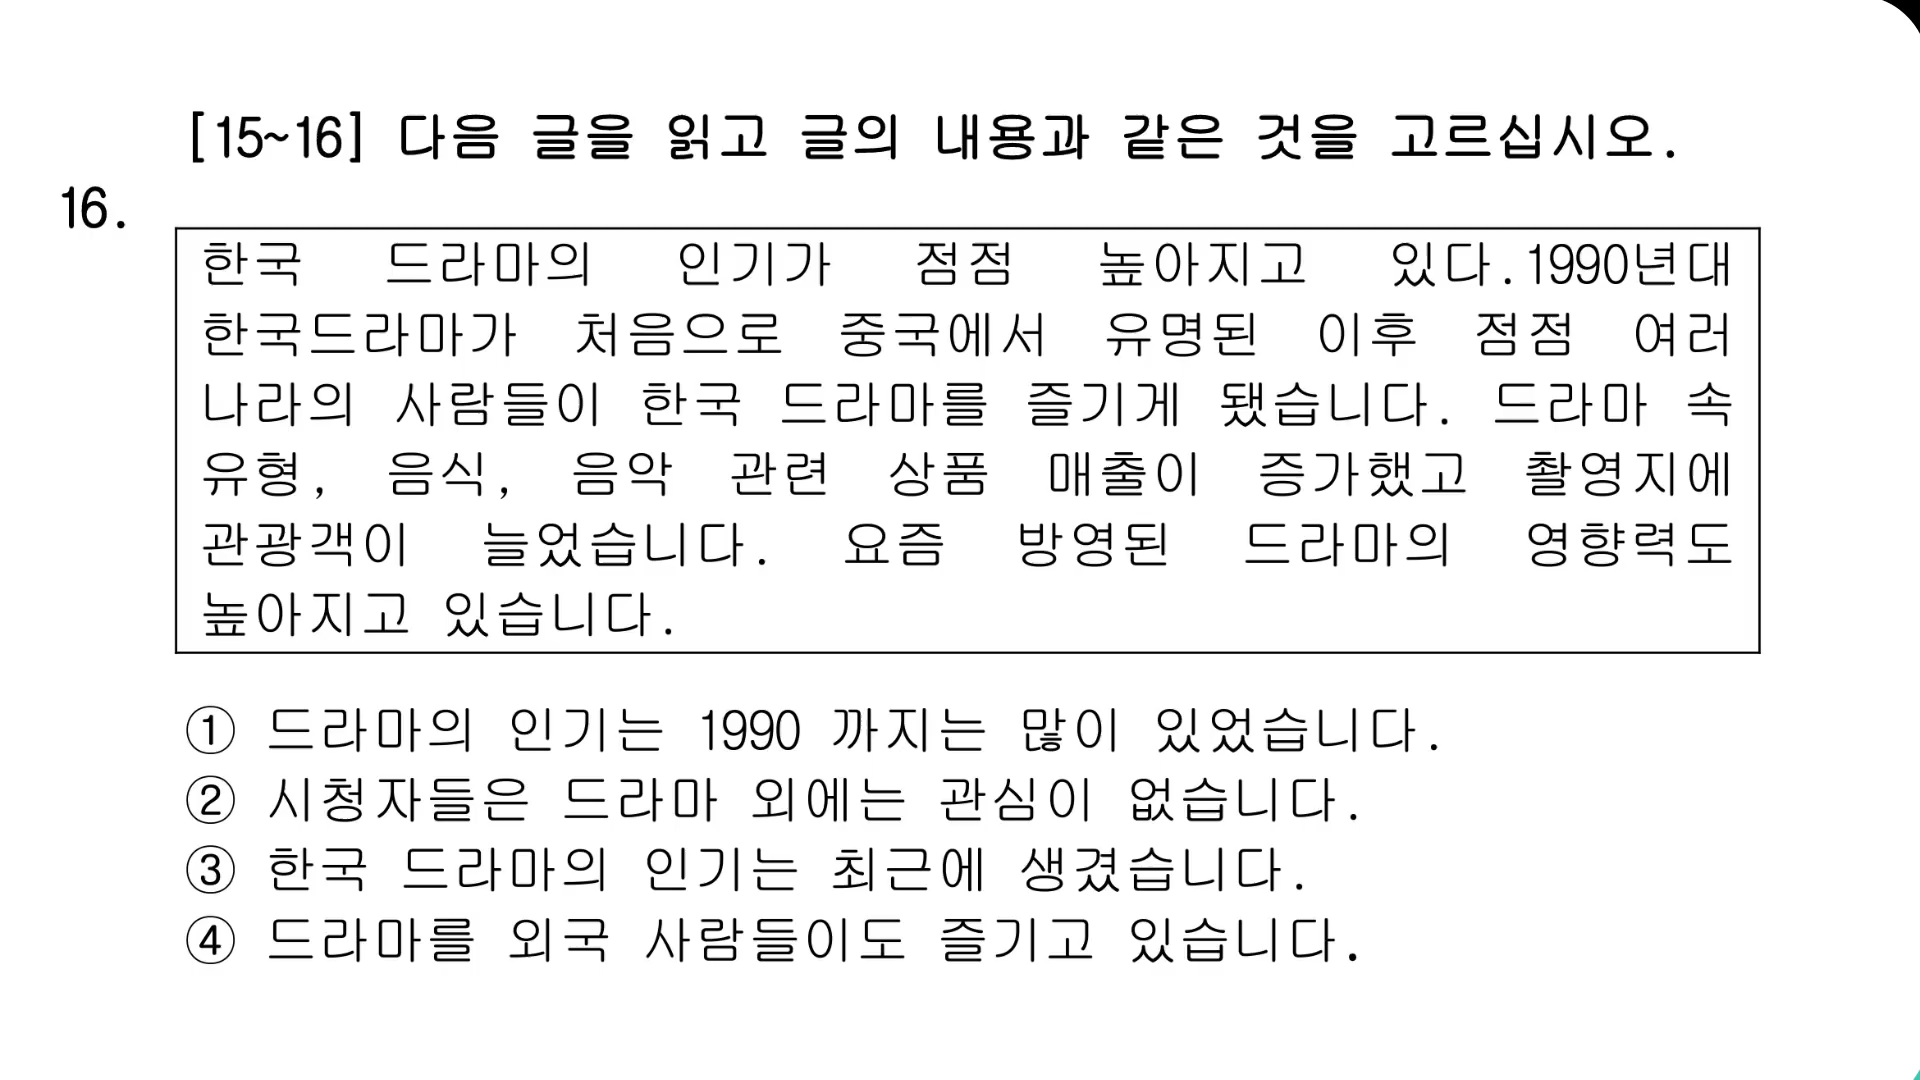 [15~16] 다음 글을 읽고 글의 내용과 같은 것을 고르십시오.
16.
한국 드라마의 인기가 점점 높아지고 있다.1990년대
한국드라마가 처음으로 중국에서 유명된 이후 점점 여러
나라의 사람들이 한국 드라마를 즐기게 됐습니다. 드라마 속
유형, 음식, 음악 관련 상품 매출이 증가했고 촬영지에
관광객이 늘었습니다. 요즘 방영된 드라마의 영향력도
높아지고 있습니다.
① 드라마의 인기는 1990 까지는 많이 있었습니다.
② 시청자들은 드라마 외에는 관심이 없습니다.
③ 한국 드라마의 인기는 최근에 생겼습니다.
④ 드라마를 외국 사람들이도 즐기고 있습니다.